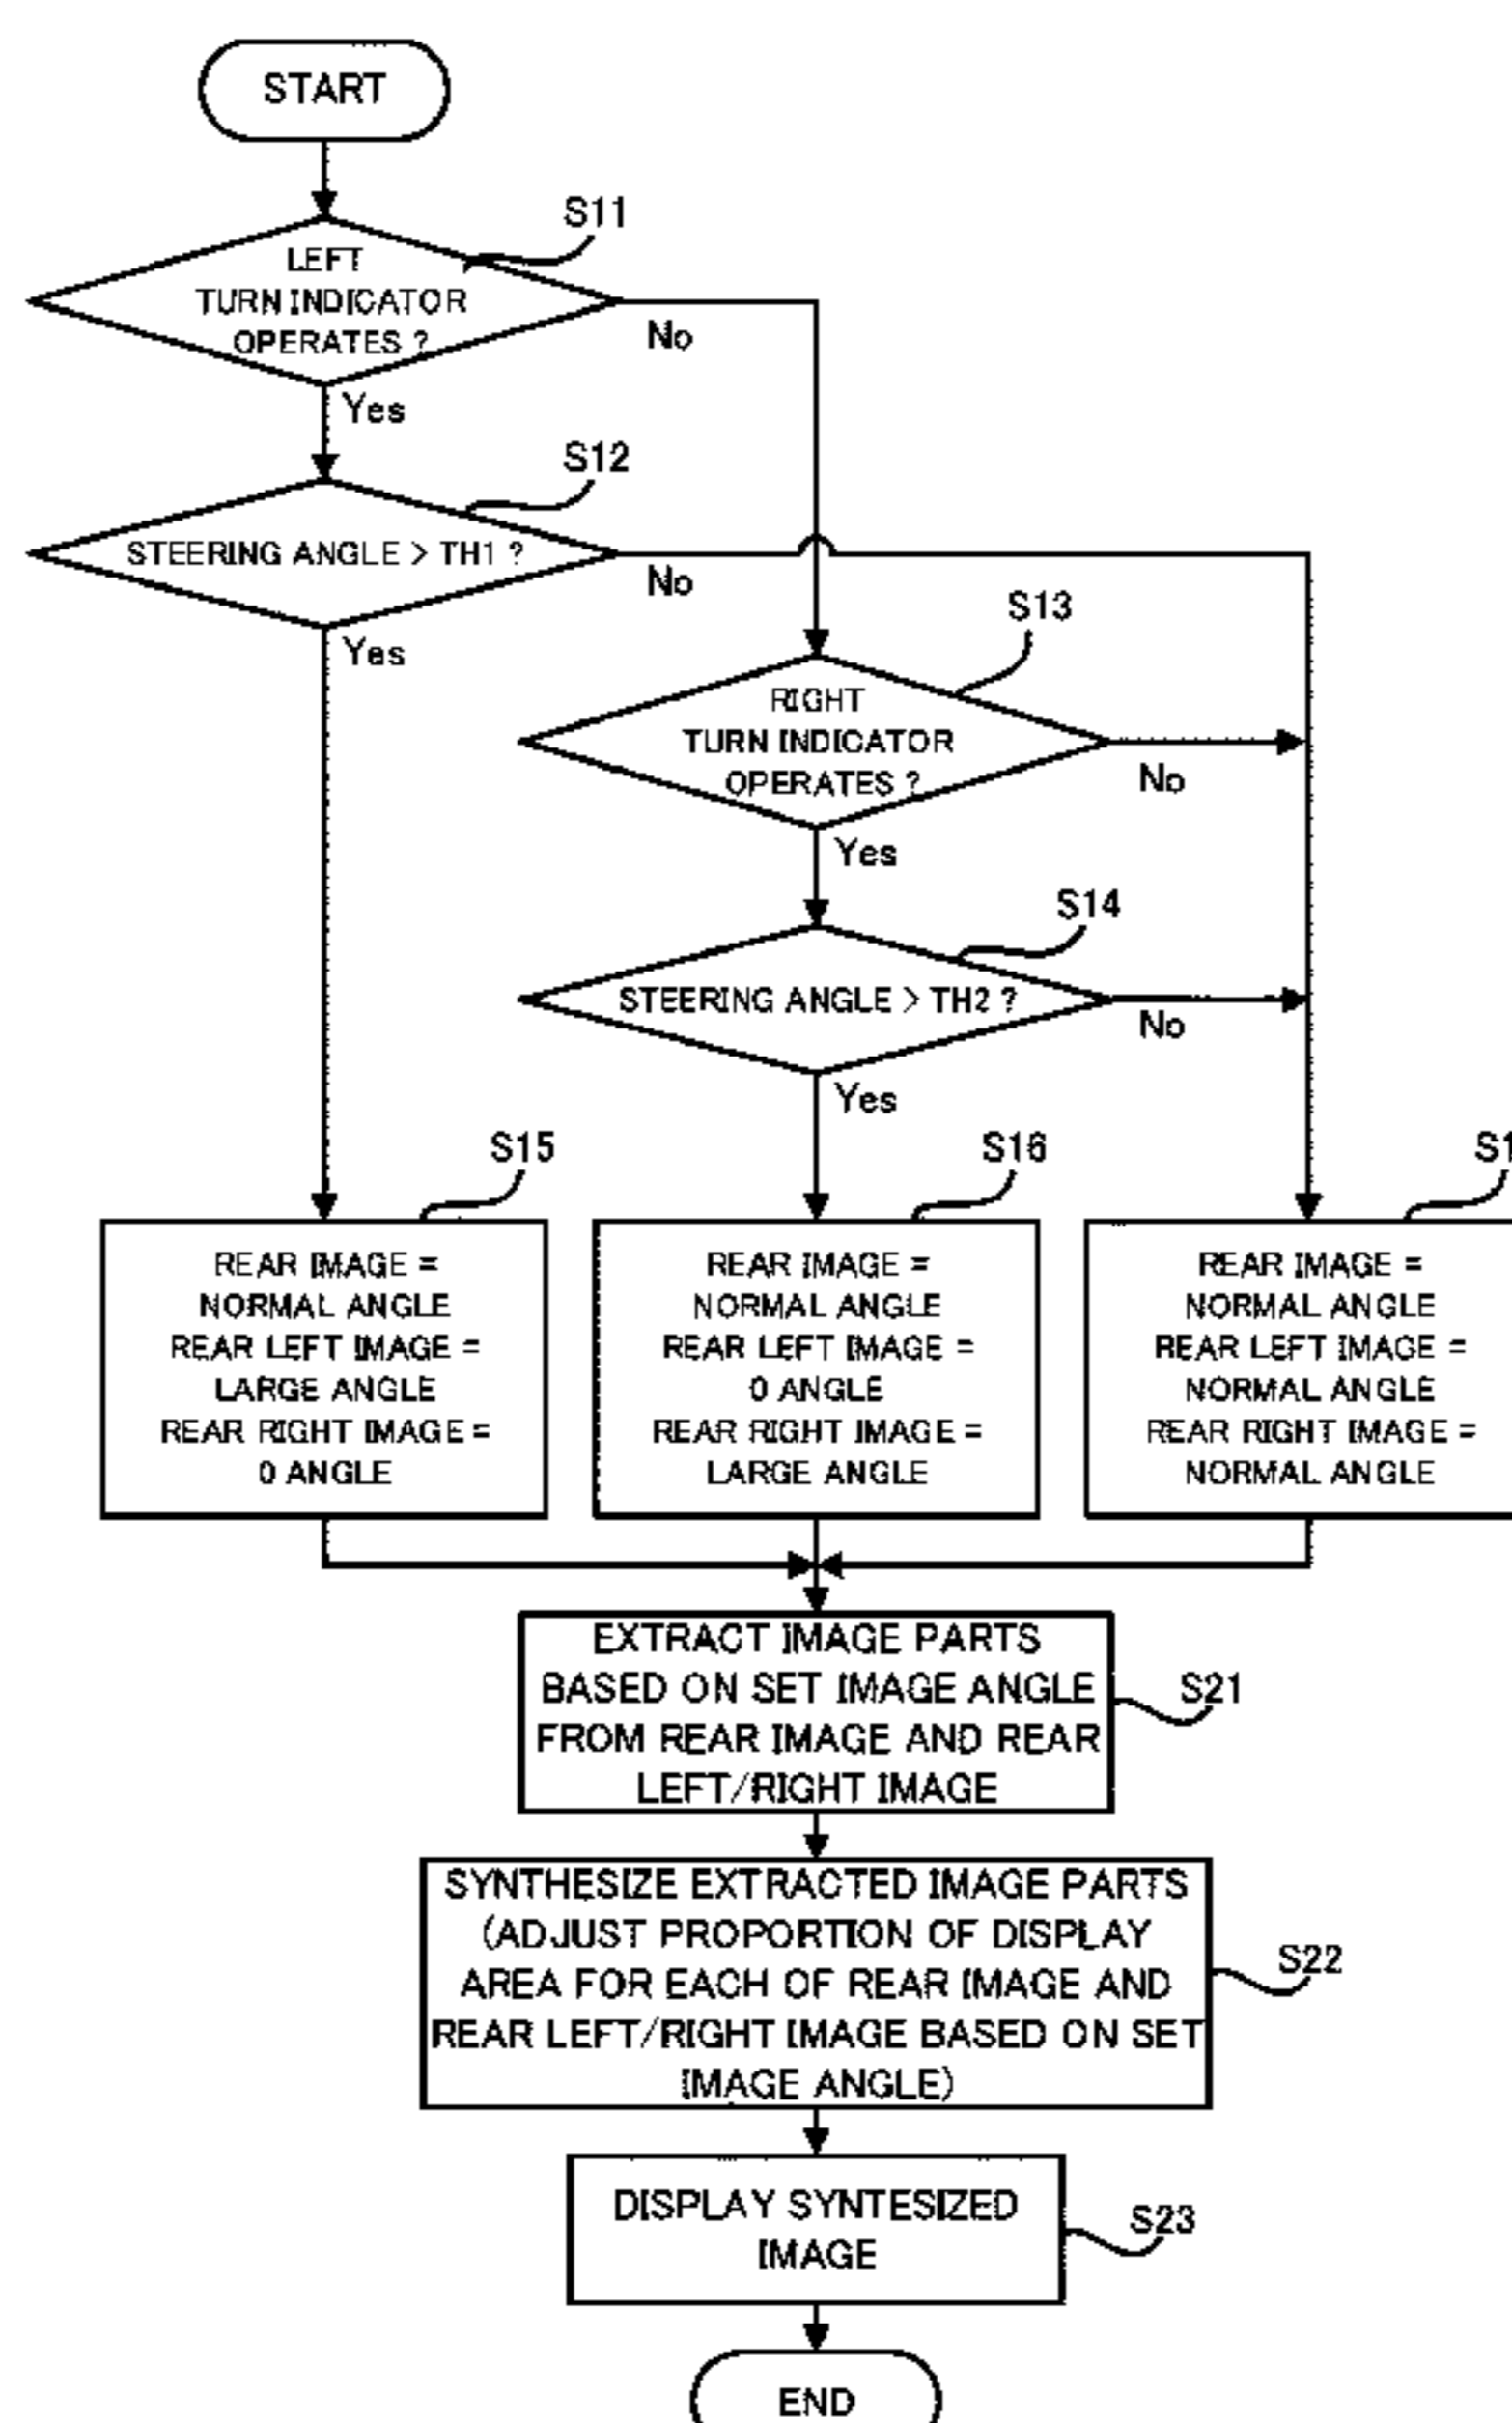 START
S11
LEFT
TURN INDICATOR
OPERATES ?
No
Yes
S12
STEERING ANGLE > TH1 ?
No
Yes
S13
RIGHT
TURN INDICATOR
OPERATES ?
No
Yes
S14
STEERING ANGLE > TH2 ?
No
Yes
S15
REAR IMAGE =
NORMAL ANGLE
REAR LEFT IMAGE =
LARGE ANGLE
REAR RIGHT IMAGE =
0 ANGLE
S16
REAR IMAGE =
NORMAL ANGLE
REAR LEFT IMAGE =
0 ANGLE
REAR RIGHT IMAGE =
LARGE ANGLE
S1
REAR IMAGE =
NORMAL ANGLE
REAR LEFT IMAGE =
NORMAL ANGLE
REAR RIGHT IMAGE =
NORMAL ANGLE
EXTRACT IMAGE PARTS
BASED ON SET IMAGE ANGLE
FROM REAR IMAGE AND REAR
LEFT/RIGHT IMAGE
S21
SYNTHESIZE EXTRACTED IMAGE PARTS
(ADJUST PROPORTION OF DISPLAY
AREA FOR EACH OF REAR IMAGE AND
REAR LEFT/RIGHT IMAGE BASED ON SET
IMAGE ANGLE)
S22
DISPLAY SYNTESIZED
IMAGE
S23
END